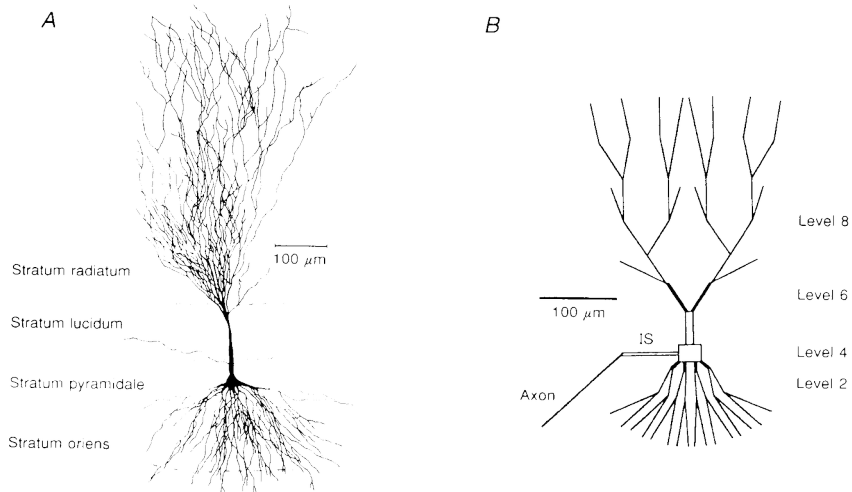 A
B
Stratum radiatum
Stratum lucidum
Stratum pyramidale
Stratum oriens
100 μm
Level 8
Level 6
100 μm
IS
Level 4
Level 2
Axon